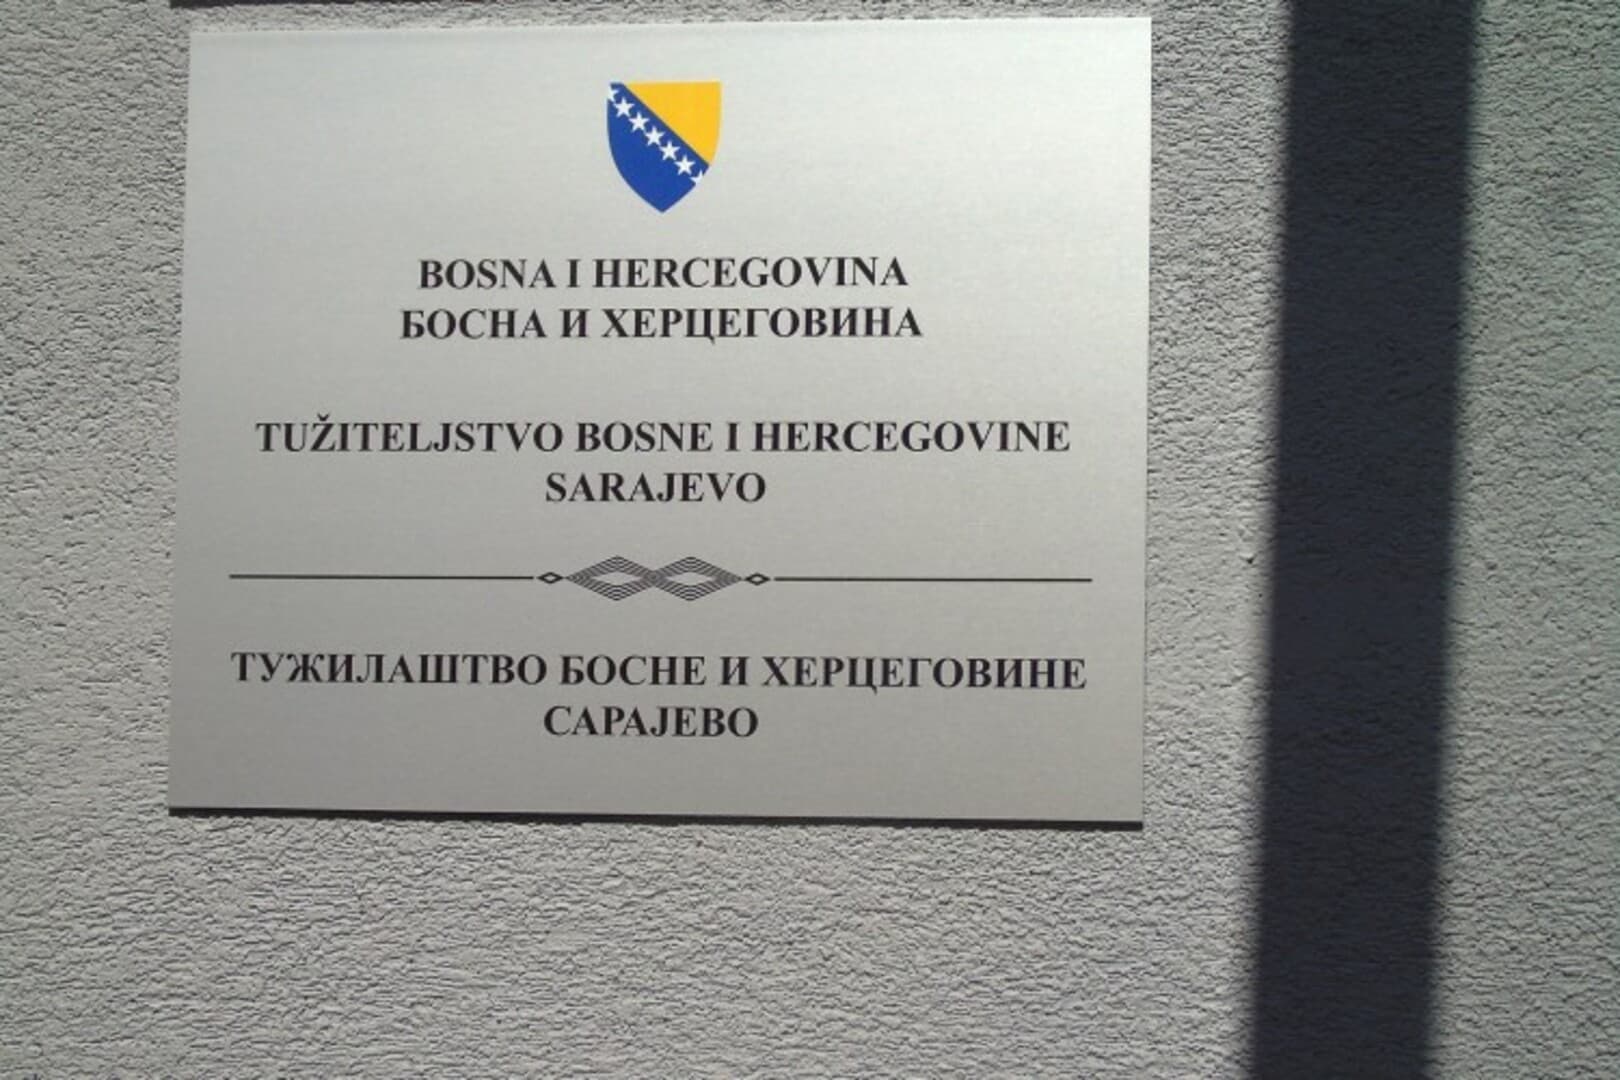 BOSNA I HERCEGOVINA
БОСНА И ХЕРЦЕГОВИНА
TUŽITELJSTVO BOSNE I HERCEGOVINE
SARAJEVO
ТУЖИЛАШТВО БОСНЕ И ХЕРЦЕГОВИНЕ
САРАЈЕВО